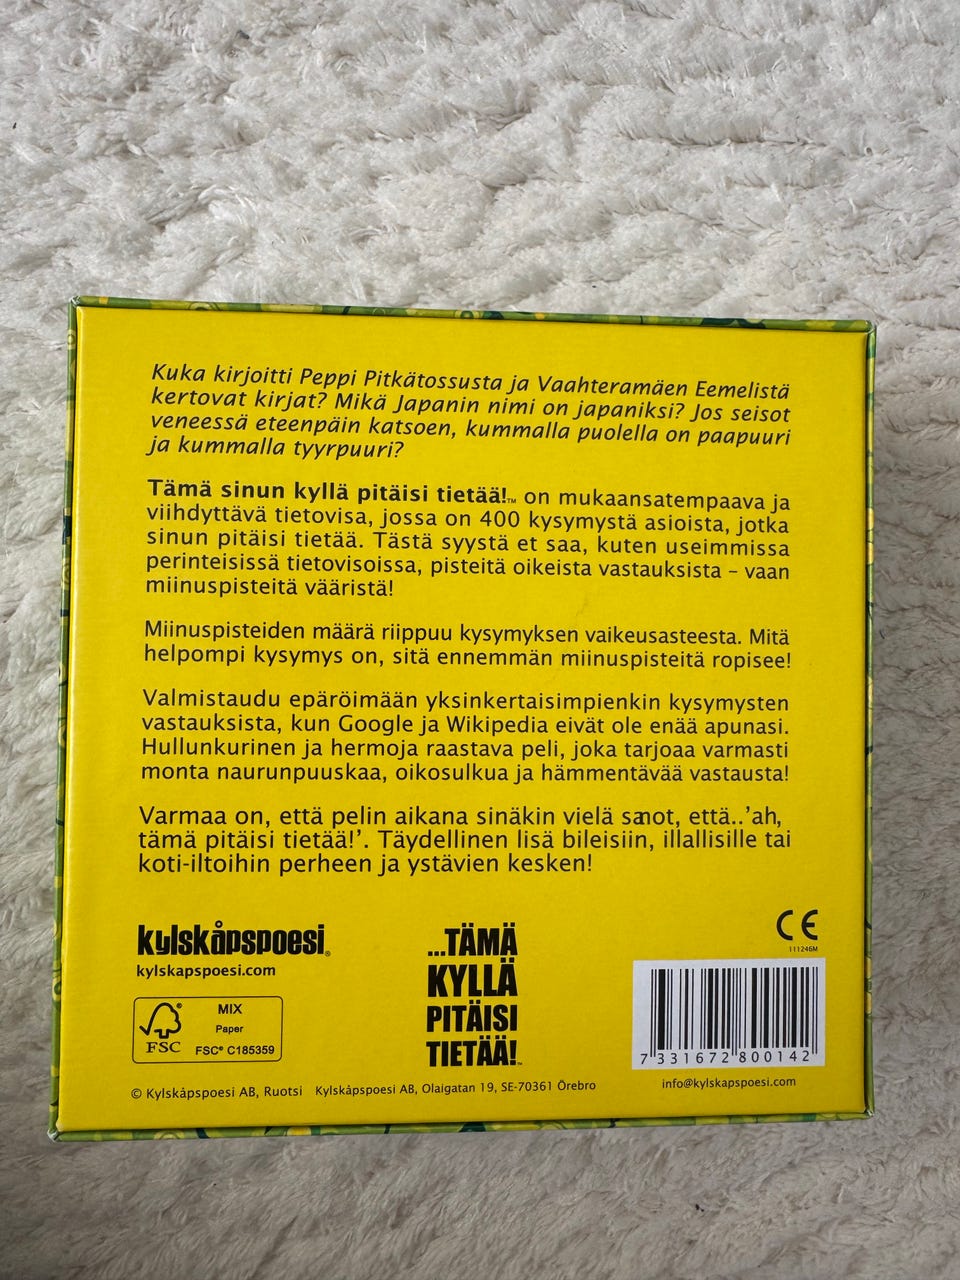 Kuka kirjoitti Peppi Pitkätossusta ja Vaahteramäen Eemelistä
kertovat kirjat? Mikä Japanin nimi on japaniksi? Jos seisot
veneessä eteenpäin katsoen, kummalla puolella on paapuuri
ja kummalla tyyrpuuri?
Tämä sinun kyllä pitäisi tietää!™ on mukaansatempaava ja
viihdyttävä tietovisa, jossa on 400 kysymystä asioista, jotka
sinun pitäisi tietää. Tästä syystä et saa, kuten useimmissa
perinteisissä tietovisoissa, pisteitä oikeista vastauksista – vaan
miinuspisteitä vääristä!
Miinuspisteiden määrä riippuu kysymyksen vaikeusasteesta. Mitä
helpompi kysymys on, sitä ennemmän miinuspisteitä ropisee!
Valmistaudu epäröimään yksinkertaisimpienkin kysymysten
vastauksista, kun Google ja Wikipedia eivät ole enää apunasi.
Hullunkurinen ja hermoja raastava peli, joka tarjoaa varmasti
monta naurunpuuskaa, oikosulkua ja hämmentävää vastausta!
Varmaa on, että pelin aikana sinäkin vielä sanot, että..’ah,
tämä pitäisi tietää!’. Täydellinen lisä bileisiin, illallisille tai
koti-iltoihin perheen ja ystävien kesken!
kylskåpspoesi®
kylskapspoesi.com
FSC®
MIX
Paper
FSC® C185359
...TÄMÄ
KYLLÄ
PITÄISI
TIETÄÄ!™
CE
111246M
7 331672 800142
info@kylskapspoesi.com
© Kylskåpspoesi AB, Ruotsi Kylskåpspoesi AB, Olaigatan 19, SE-70361 Örebro